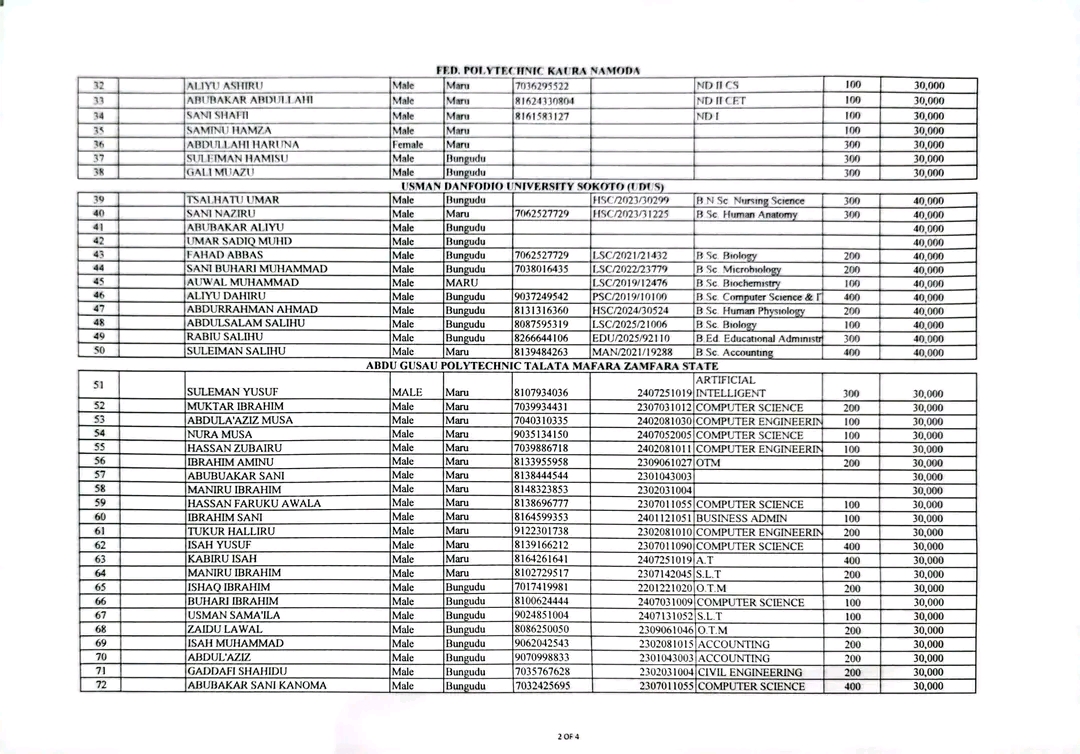 FED. POLYTECHNIC KAURA NAMODA
32 ALIYU ASHIRU Male Maru 7036295522 ND II CS 100 30,000
33 ABUBAKAR ABDULLAHI Male Maru 81624330804 ND II CET 100 30,000
34 SANI SHAFII Male Maru 8161583127 ND I 100 30,000
35 SAMINU HAMZA Male Maru 100 30,000
36 ABDULLAHI HARUNA Female Maru 300 30,000
37 SULEIMAN HAMISU Male Bungudu 300 30,000
38 GALI MUAZU Male Bungudu 300 30,000
USMAN DANFODIO UNIVERSITY SOKOTO (UDUS)
39 TSALHATU UMAR Male Bungudu HSC/2023/30299 B N Sc. Nursing Science 300 40,000
40 SANI NAZIRU Male Maru 7062527729 HSC/2023/31225 B Sc. Human Anatomy 300 40,000
41 ABUBAKAR ALIYU Male Bungudu 40,000
42 UMAR SADIQ MUHD Male Bungudu 40,000
43 FAHAD ABBAS Male Bungudu 7062527729 LSC/2021/21432 B Sc. Biology 200 40,000
44 SANI BUHARI MUHAMMAD Male Bungudu 7038016435 LSC/2022/23779 B Sc. Microbiology 200 40,000
45 AUWAL MUHAMMAD Male MARU LSC/2019/12476 B Sc. Biochemistry 100 40,000
46 ALIYU DAHIRU Male Bungudu 9037249542 PSC/2019/10100 B Sc. Computer Science & I 400 40,000
47 ABDURRAHMAN AHMAD Male Bungudu 8131316360 HSC/2024/30524 B Sc. Human Physiology 200 40,000
48 ABDULSALAM SALIHU Male Bungudu 8087595319 LSC/2025/21006 B Sc. Biology 100 40,000
49 RABIU SALIHU Male Bungudu 8266644106 EDU/2025/92110 B.Ed. Educational Administr 300 40,000
50 SULEIMAN SALIHU Male Maru 8139484263 MAN/2021/19288 B Sc. Accounting 400 40,000
ABDU GUSAU POLYTECHNIC TALATA MAFARA ZAMFARA STATE
51 SULEMAN YUSUF MALE Maru 8107934036 2407251019 ARTIFICIAL INTELLIGENT 300 30,000
52 MUKTAR IBRAHIM Male Maru 7039934431 2307031012 COMPUTER SCIENCE 200 30,000
53 ABDULA'AZIZ MUSA Male Maru 7040310335 2402081030 COMPUTER ENGINEERIN 100 30,000
54 NURA MUSA Male Maru 9035134150 2407052005 COMPUTER SCIENCE 100 30,000
55 HASSAN ZUBAIRU Male Maru 7039886718 2402081011 COMPUTER ENGINEERIN 100 30,000
56 IBRAHIM AMINU Male Maru 8133955958 2309061027 OTM 200 30,000
57 ABUBUAKAR SANI Male Maru 8138444544 2301043003 30,000
58 MANIRU IBRAHIM Male Maru 8148323853 2302031004 30,000
59 HASSAN FARUKU AWALA Male Maru 8138696777 2307011055 COMPUTER SCIENCE 100 30,000
60 IBRAHIM SANI Male Maru 8164599353 2401121051 BUSINESS ADMIN 100 30,000
61 TUKUR HALLIRU Male Maru 9122301738 2302081010 COMPUTER ENGINEERIN 200 30,000
62 ISAH YUSUF Male Maru 8139166212 2307011090 COMPUTER SCIENCE 400 30,000
63 KABIRU ISAH Male Maru 8164261641 2407251019 A.T 400 30,000
64 MANIRU IBRAHIM Male Maru 8102729517 2307142045 S.L.T 200 30,000
65 ISHAQ IBRAHIM Male Bungudu 7017419981 2201221020 O.T.M 200 30,000
66 BUHARI IBRAHIM Male Bungudu 8100624444 2407031009 COMPUTER SCIENCE 100 30,000
67 USMAN SAMA'ILA Male Bungudu 9024851004 2407131052 S.L.T 100 30,000
68 ZAIDU LAWAL Male Bungudu 8086250050 2309061046 O.T.M 200 30,000
69 ISAH MUHAMMAD Male Bungudu 9062042543 2302081015 ACCOUNTING 200 30,000
70 ABDUL'AZIZ Male Bungudu 9070998833 2301043003 ACCOUNTING 200 30,000
71 GADDAFI SHAHIDU Male Bungudu 7035767628 2302031004 CIVIL ENGINEERING 200 30,000
72 ABUBAKAR SANI KANOMA Male Bungudu 7032425695 2307011055 COMPUTER SCIENCE 400 30,000
2 OF 4